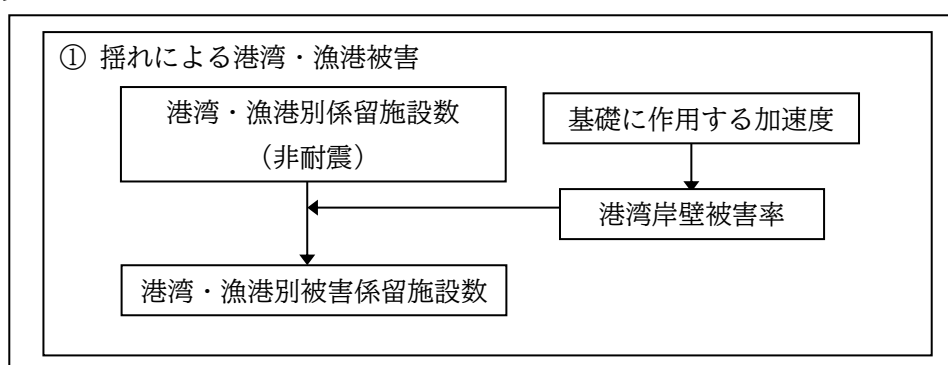 ① 揺れによる港湾・漁港被害
港湾・漁港別係留施設数
（非耐震）
基礎に作用する加速度
港湾岸壁被害率
港湾・漁港別被害係留施設数